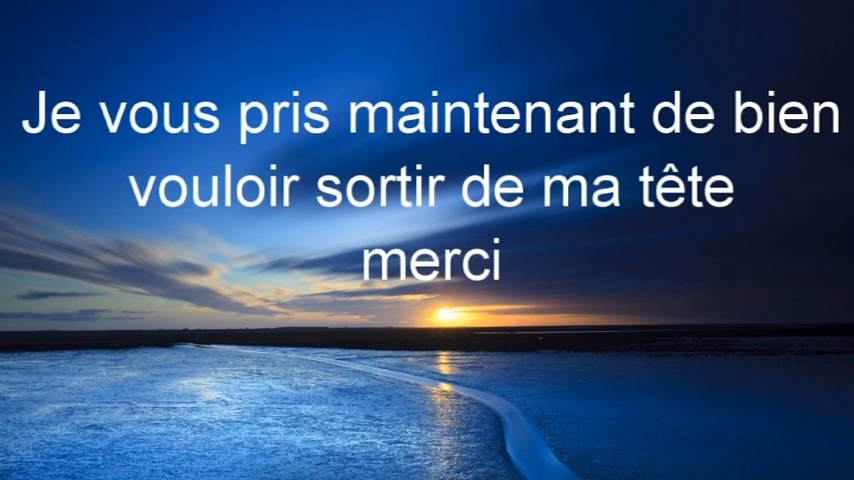 Je vous pris maintenant de bien
vouloir sortir de ma tête
merci